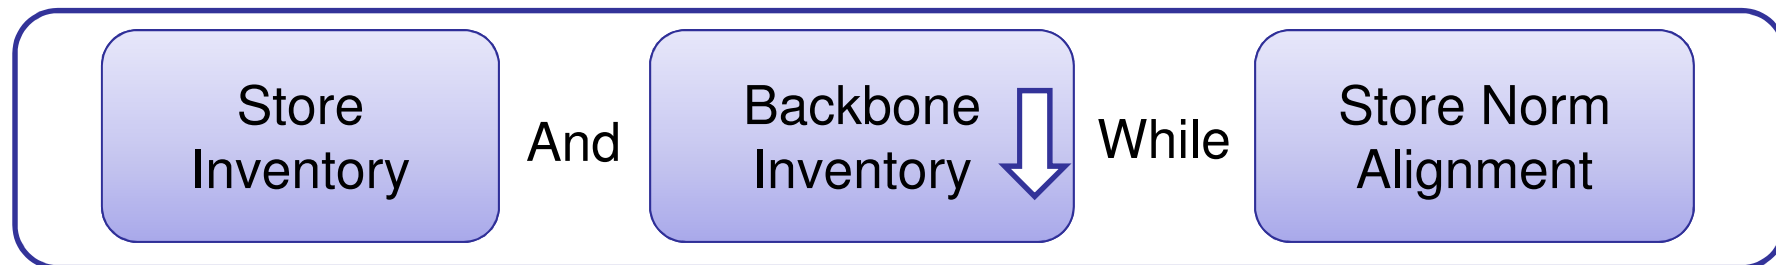 Store
Inventory
And
Backbone
Inventory
While
Store Norm
Alignment